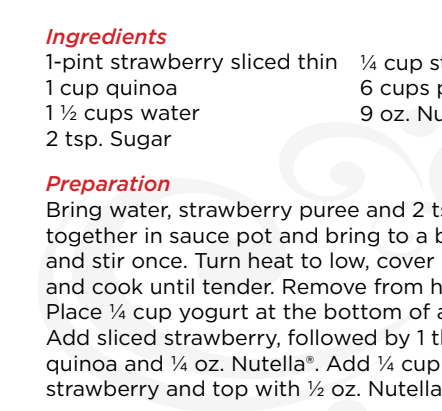 Ingredients
1-pint strawberry sliced thin ¼ cup
1 cup quinoa 6 cups
1 ½ cups water 9 oz.
2 tsp. Sugar
Preparation
Bring water, strawberry puree and 2
together in sauce pot and bring to a
and stir once. Turn heat to low, cover
and cook until tender. Remove from
Place ¼ cup yogurt at the bottom of
Add sliced strawberry, followed by 1
quinoa and ¼ oz. Nutella®. Add ¼ cup
strawberry and top with ½ oz. Nutella